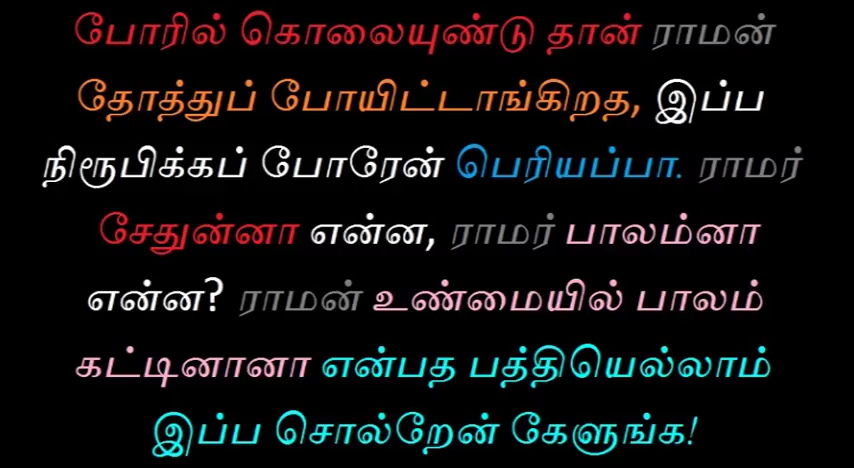 போரில் கொலையுண்டு தான் ராமன்
தோத்துப் போயிட்டாங்கிறத, இப்ப
நிரூபிக்கப் போரேன் பெரியப்பா. ராமர்
சேதுன்னா என்ன, ராமர் பாலம்னா
என்ன? ராமன் உண்மையில் பாலம்
கட்டினானா என்பத பத்தியெல்லாம்
இப்ப சொல்றேன் கேளுங்க!